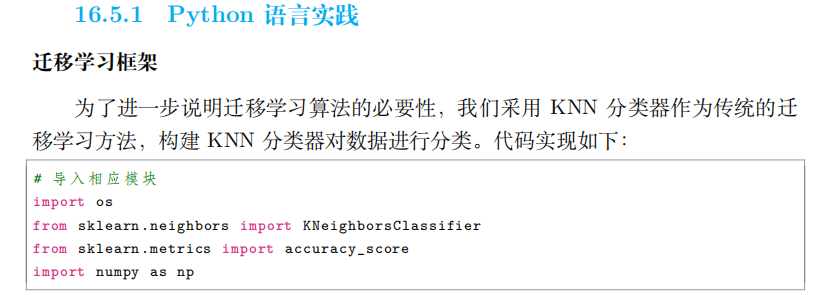 16.5.1 Python 语言实践
迁移学习框架
为了进一步说明迁移学习算法的必要性，我们采用 KNN 分类器作为传统的迁
移学习方法，构建 KNN 分类器对数据进行分类。代码实现如下：
# 导入相应模块
import os
from sklearn.neighbors import KNeighborsClassifier
from sklearn.metrics import accuracy_score
import numpy as np